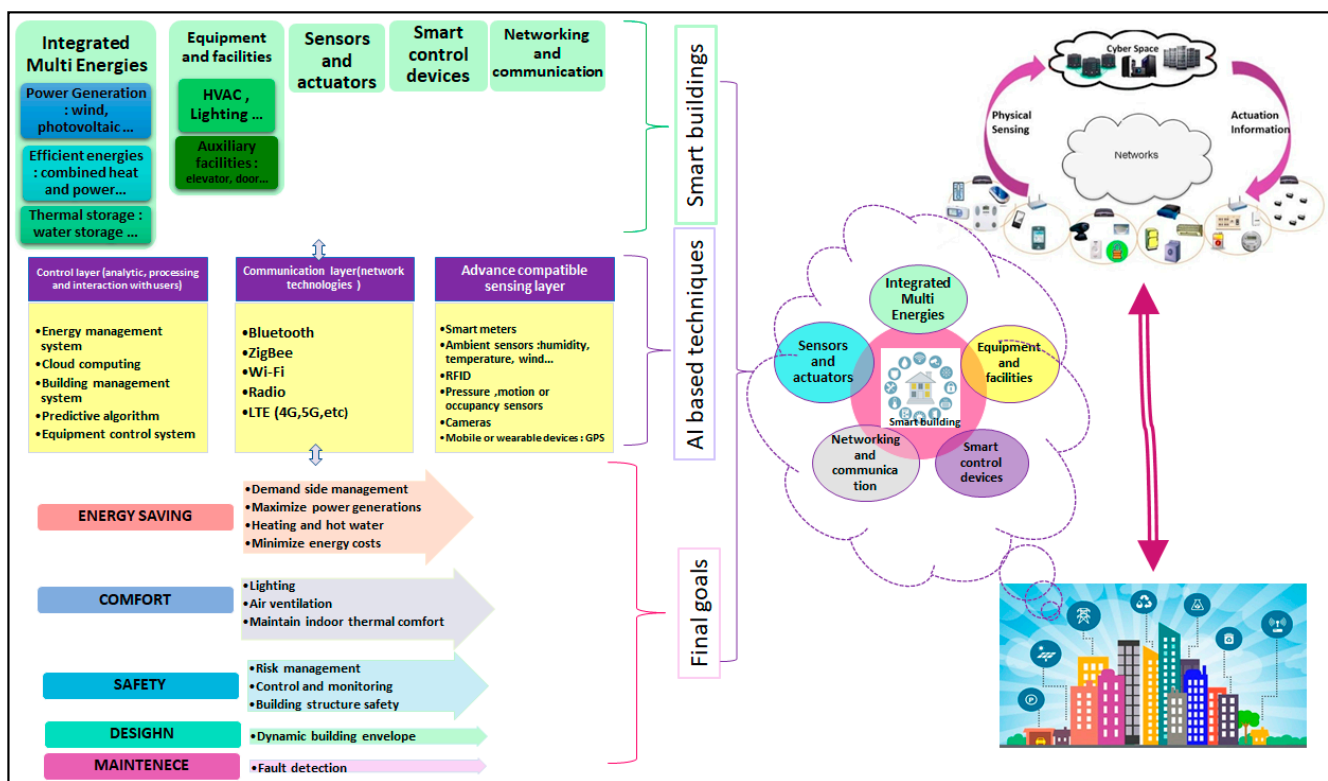 Integrated
Multi Energies
Power Generation
: wind,
photovoltaic ...
Efficient energies
: combined heat
and power...
Thermal storage :
water storage ...
Equipment
and facilities
HVAC ,
Lighting ...
Auxiliary
facilities :
elevator, door...
Sensors
and
actuators
Smart
control
devices
Networking
and
communication
Smart buildings
Control layer (analytic, processing
and interaction with users)
•Energy management
system
•Cloud computing
•Building management
system
•Predictive algorithm
•Equipment control system
Communication layer(network
technologies )
•Bluetooth
•ZigBee
•Wi-Fi
•Radio
•LTE (4G,5G,etc)
Advance compatible
sensing layer
•Smart meters
•Ambient sensors :humidity,
temperature, wind...
•RFID
•Pressure ,motion or
occupancy sensors
•Cameras
•Mobile or wearable devices : GPS
AI based techniques
ENERGY SAVING
•Demand side management
•Maximize power generations
•Heating and hot water
•Minimize energy costs
COMFORT
•Lighting
•Air ventilation
•Maintain indoor thermal comfort
SAFETY
•Risk management
•Control and monitoring
•Building structure safety
DESIGHN
•Dynamic building envelope
MAINTENECE
•Fault detection
Final goals
Cyber Space
Physical
Sensing
Actuation
Information
Networks
Integrated
Multi
Energies
Sensors
and
actuators
Equipment
and
facilities
Smart Building
Networking
and
communica
tion
Smart
control
devices
P